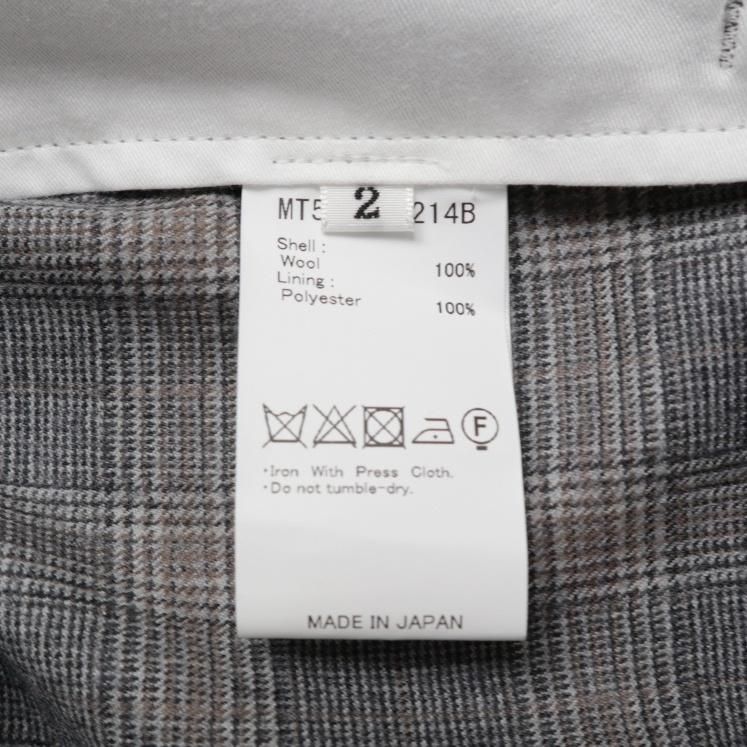 MT5 2 214B
Shell :
Wool 100%
Lining :
Polyester 100%
F
·Iron With Press Cloth.
·Do not tumble-dry.
MADE IN JAPAN